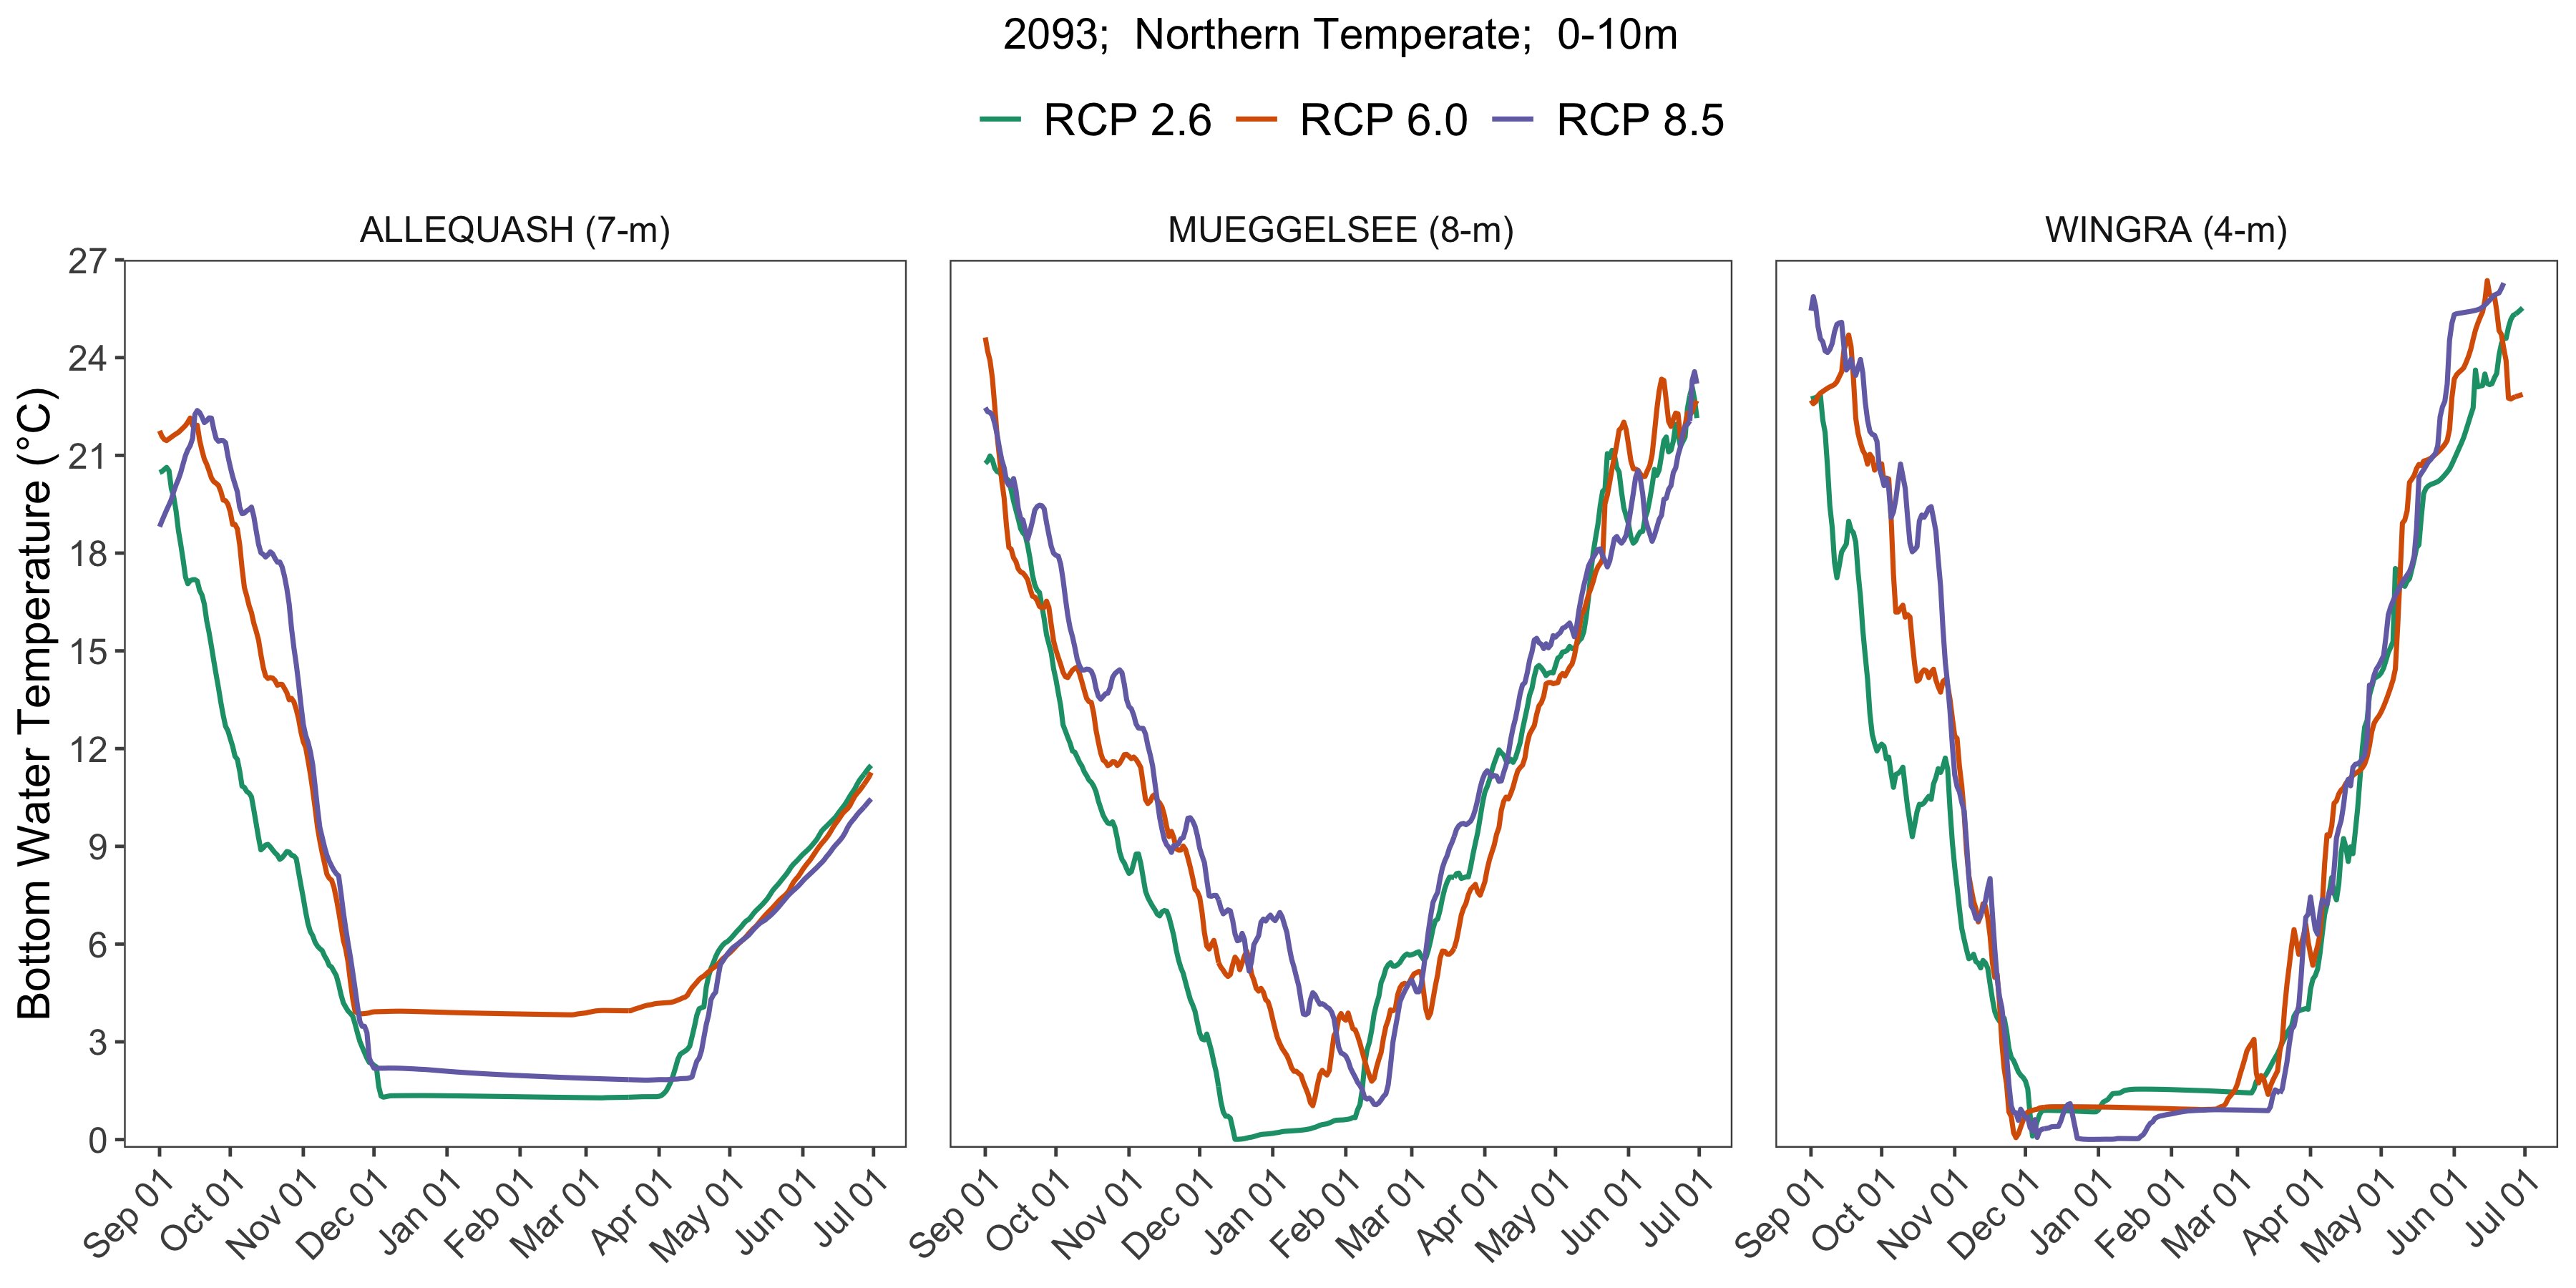 2093;  Northern Temperate;  0-10m
RCP 2.6 RCP 6.0 RCP 8.5
ALLEQUASH (7-m) MUEGGELSEE (8-m) WINGRA (4-m)
Bottom Water Temperature (°C)
27
24
21
18
15
12
9
6
3
0
Sep 01 Oct 01 Nov 01 Dec 01 Jan 01 Feb 01 Mar 01 Apr 01 May 01 Jun 01 Jul 01 Sep 01 Oct 01 Nov 01 Dec 01 Jan 01 Feb 01 Mar 01 Apr 01 May 01 Jun 01 Jul 01 Sep 01 Oct 01 Nov 01 Dec 01 Jan 01 Feb 01 Mar 01 Apr 01 May 01 Jun 01 Jul 01